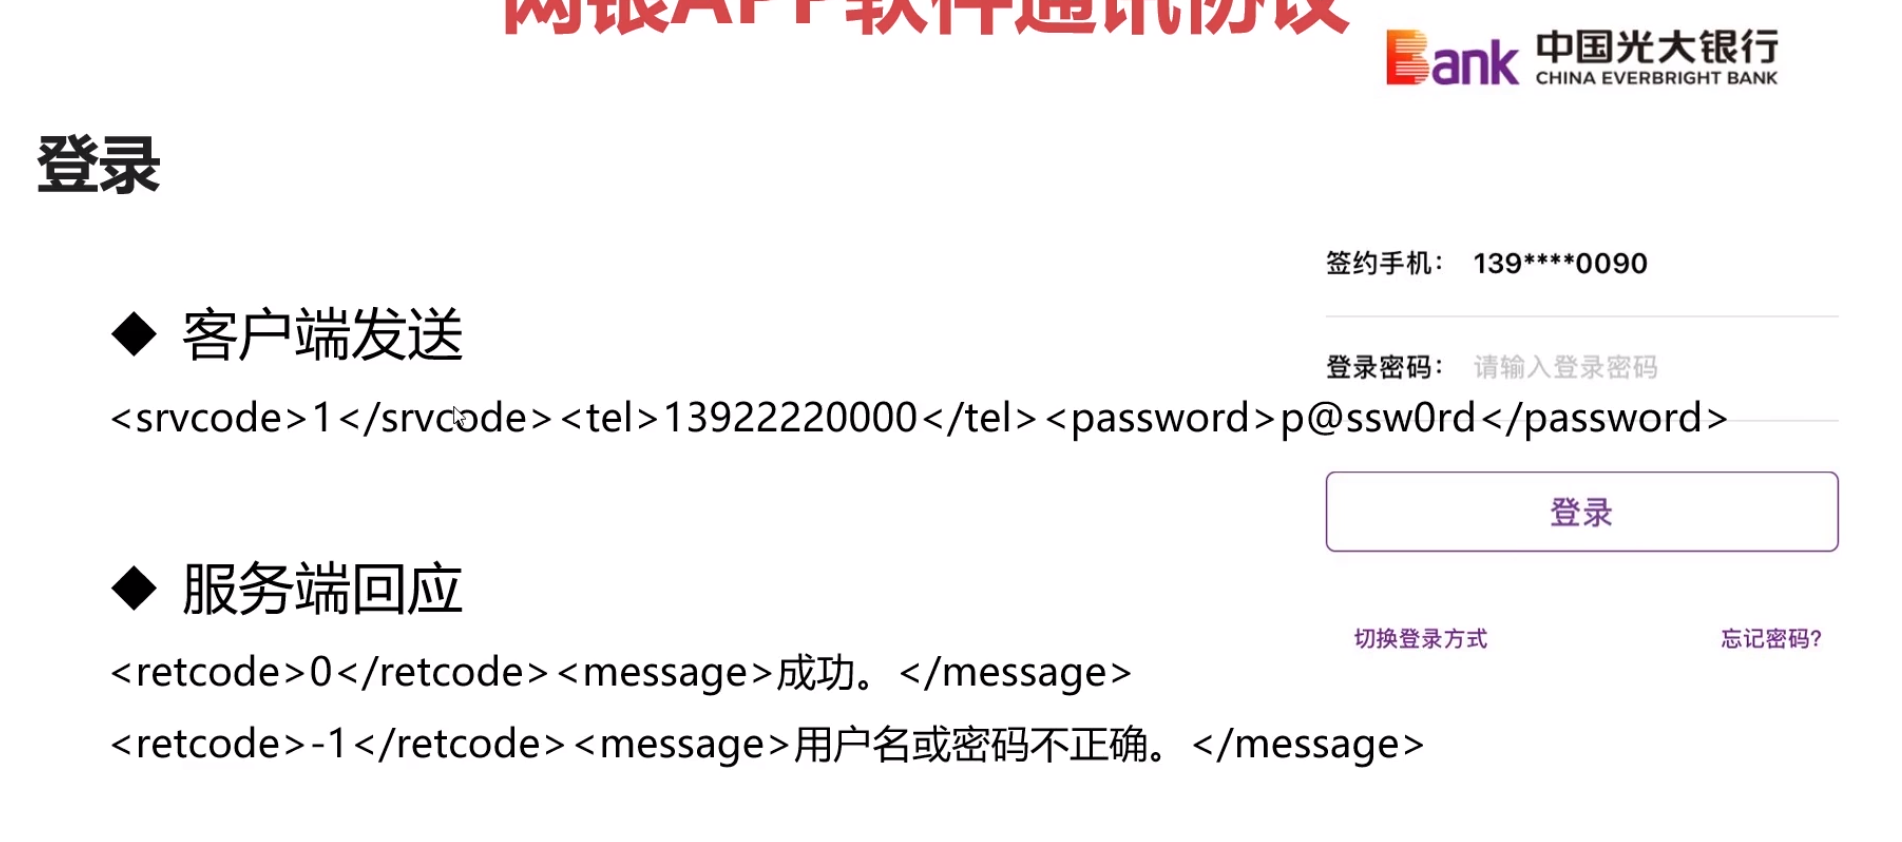 网银APP软件通讯协议
Bank 中国光大银行
CHINA EVERBRIGHT BANK
登录
签约手机： 139****0090
◆ 客户端发送
登录密码： 请输入登录密码
<srvcode>1</srvcode><tel>13922220000</tel><password>p@ssw0rd</password>
登录
◆ 服务端回应
切换登录方式 忘记密码?
<retcode>0</retcode><message>成功。</message>
<retcode>-1</retcode><message>用户名或密码不正确。</message>